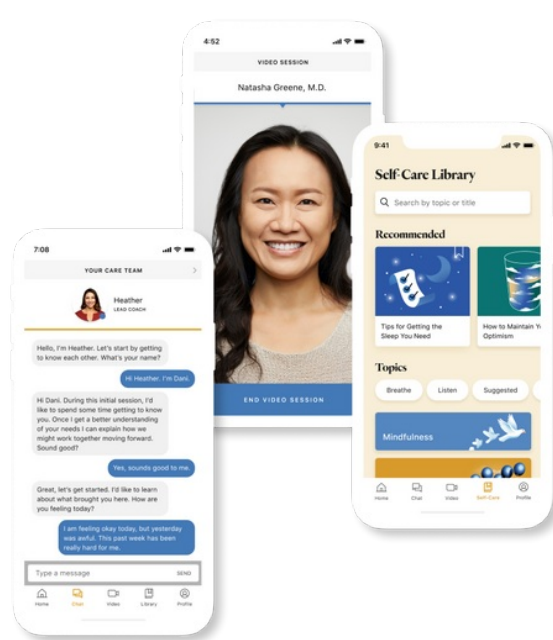 4:52
VIDEO SESSION
Natasha Greene, M.D.
END VIDEO SESSION
9:41
Self-Care Library
Search by topic or title
Recommended
Tips for Getting the
Sleep You Need
How to Maintain Y
Optimism
Topics
Breathe
Listen
Suggested
Mindfulness
Home
Chat
Video
Self-Care
Profile
7:08
YOUR CARE TEAM
Heather
LEAD COACH
Hello, I'm Heather. Let's start by getting
to know each other. What's your name?
Hi Heather. I'm Dani.
Hi Dani. During this initial session, I'd
like to spend some time getting to know
you. Once I get a better understanding
of your needs I can explain how we
might work together moving forward.
Sound good?
Yes, sounds good to me.
Great, let's get started. I'd like to learn
about what brought you here. How are
you feeling today?
I am feeling okay today, but yesterday
was awful. This past week has been
really hard for me.
Type a message
SEND
Home
Chat
Video
Library
Profile